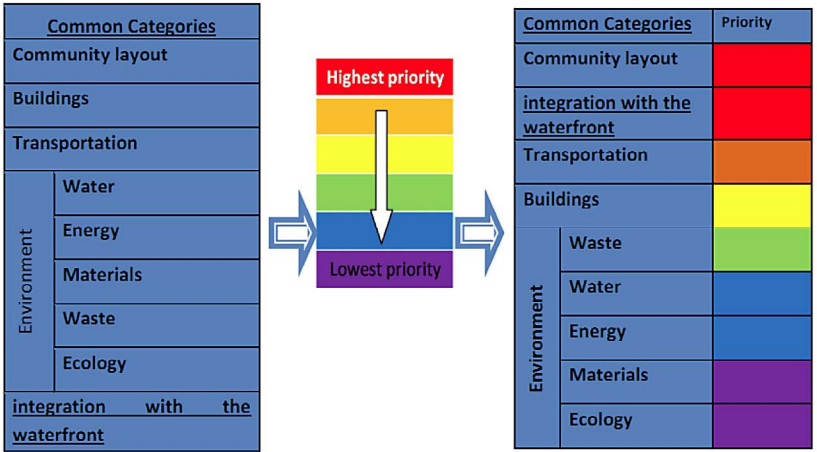 Common Categories
Community layout
Buildings
Transportation
Environment
Water
Energy
Materials
Waste
Ecology
integration with the
waterfront
Highest priority
Lowest priority
Common Categories Priority
Community layout
integration with the
waterfront
Transportation
Buildings
Environment
Waste
Water
Energy
Materials
Ecology